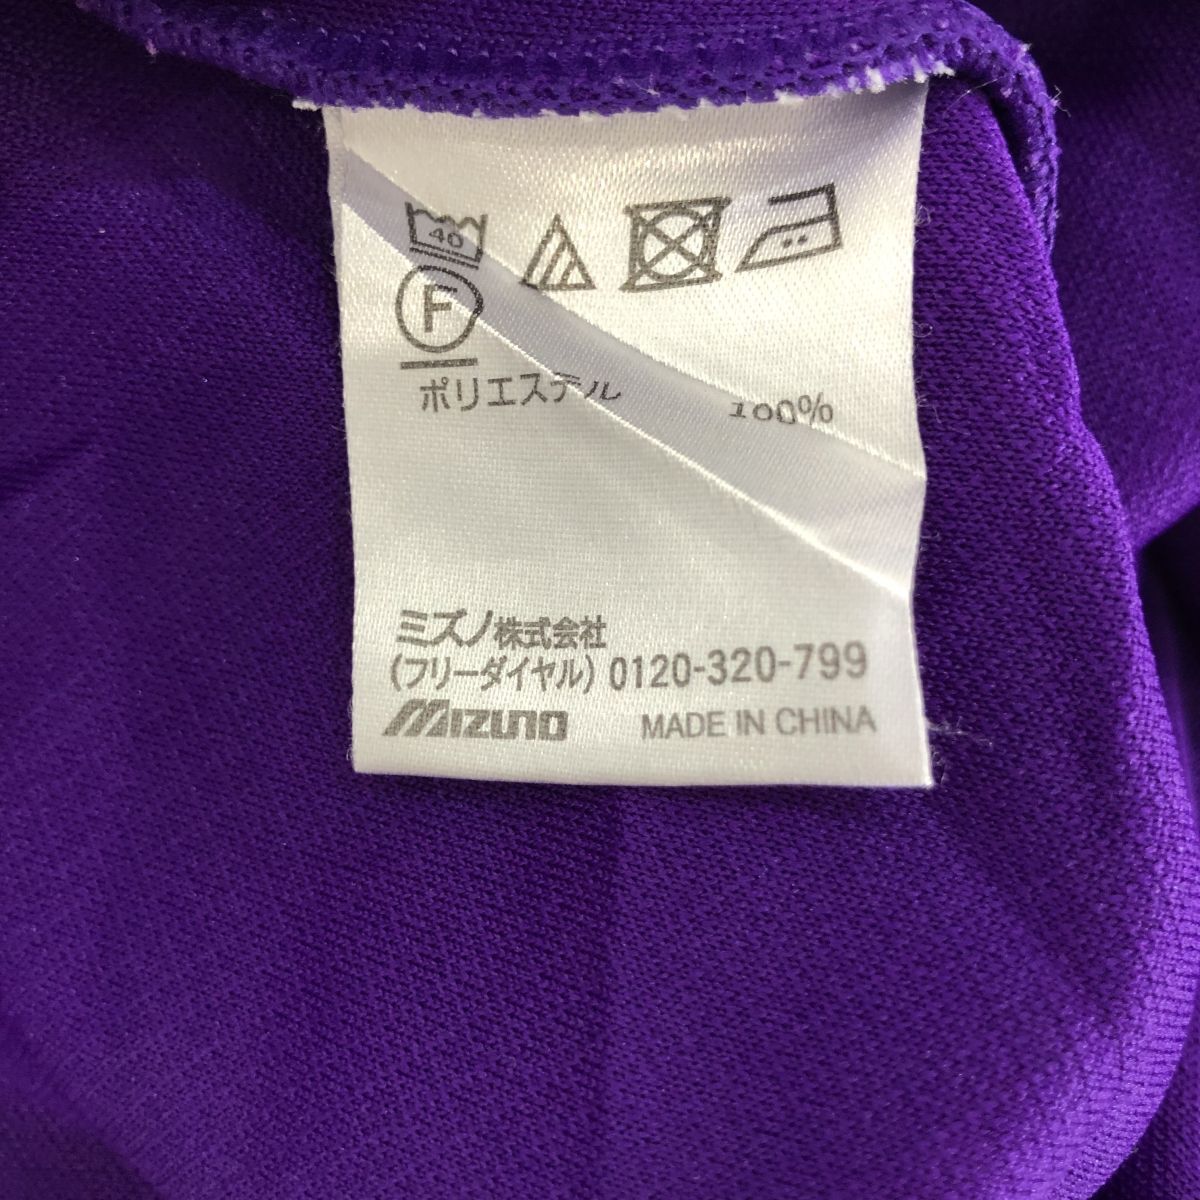 40
F
ポリエステル 100%
ミズノ株式会社
(フリーダイヤル) 0120-320-799
MIZUNO MADE IN CHINA